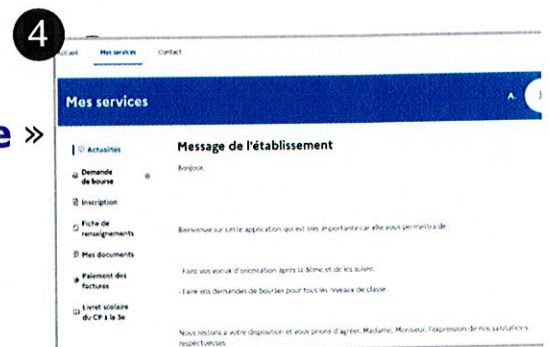 4
Accueil Mes services Contact
Mes services
A.
e »
Actualités
Demande
de bourse
Inscription
Fiche de
renseignements
Mes documents
Paiement des
factures
Livret scolaire
du CP à la 3e
Message de l'établissement
Bonjour,
Bienvenue sur cette application qui est très importante car elle vous permettra de :
- Faire vos voeux d'orientation après la 3ème et de les suivre.
- Faire vos demandes de bourses pour tous les niveaux de classe.
Nous restons à votre disposition et vous prions d'agréer, Madame, Monsieur, l'expression de nos salutations
respectueuses.